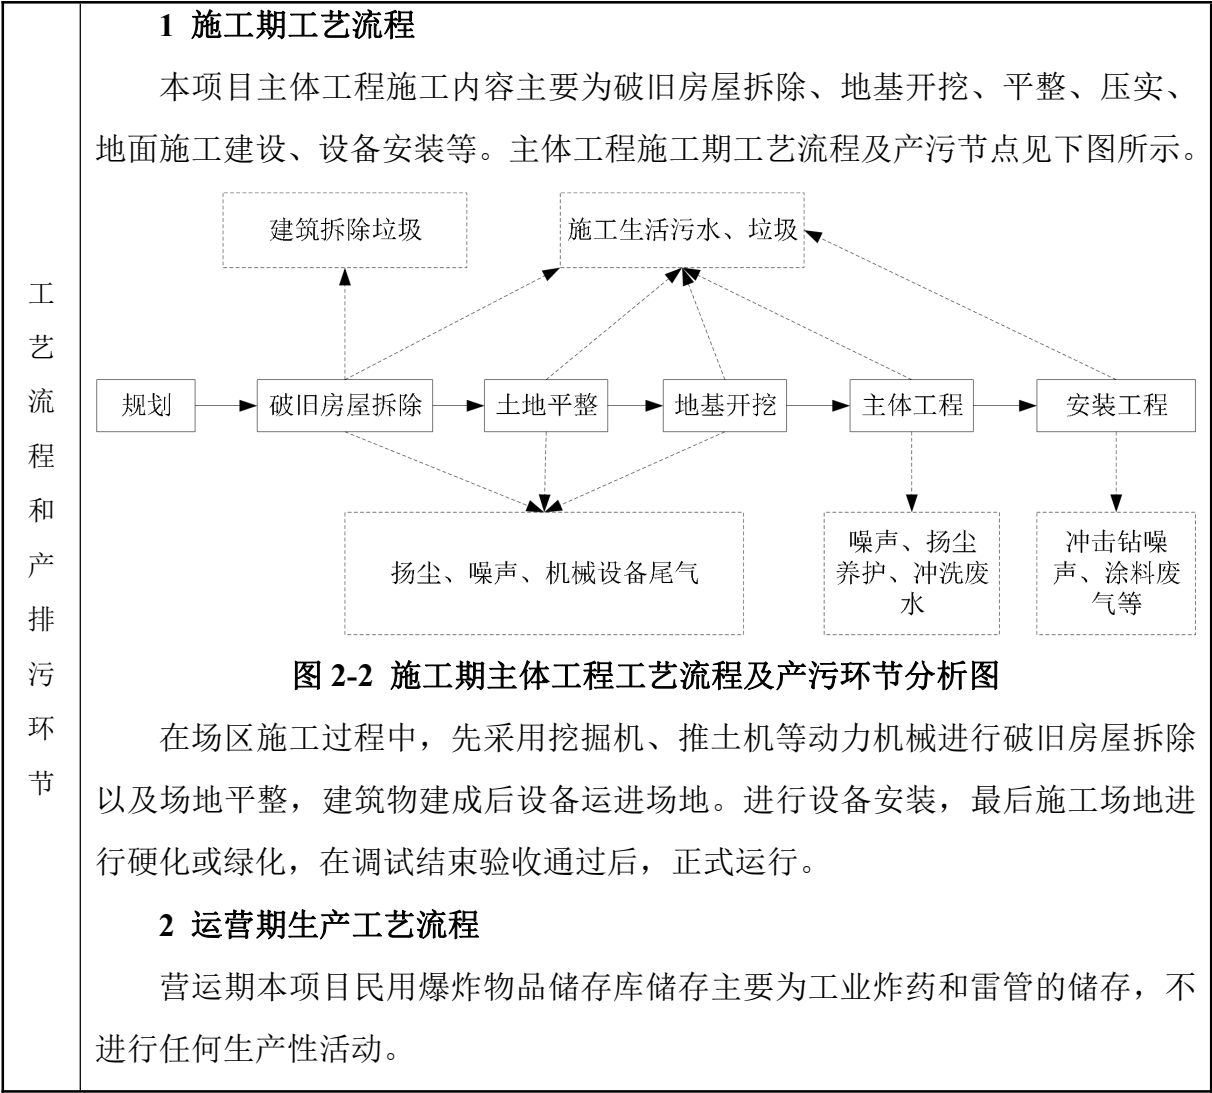 工
艺
流
程
和
产
排
污
环
节
1 施工期工艺流程
本项目主体工程施工内容主要为破旧房屋拆除、地基开挖、平整、压实、
地面施工建设、设备安装等。主体工程施工期工艺流程及产污节点见下图所示。
建筑拆除垃圾
施工生活污水、垃圾
规划
破旧房屋拆除
土地平整
地基开挖
主体工程
安装工程
扬尘、噪声、机械设备尾气
噪声、扬尘
养护、冲洗废
水
冲击钻噪
声、涂料废
气等
图 2-2 施工期主体工程工艺流程及产污环节分析图
在场区施工过程中，先采用挖掘机、推土机等动力机械进行破旧房屋拆除
以及场地平整，建筑物建成后设备运进场地。进行设备安装，最后施工场地进
行硬化或绿化，在调试结束验收通过后，正式运行。
2 运营期生产工艺流程
营运期本项目民用爆炸物品储存库储存主要为工业炸药和雷管的储存，不
进行任何生产性活动。